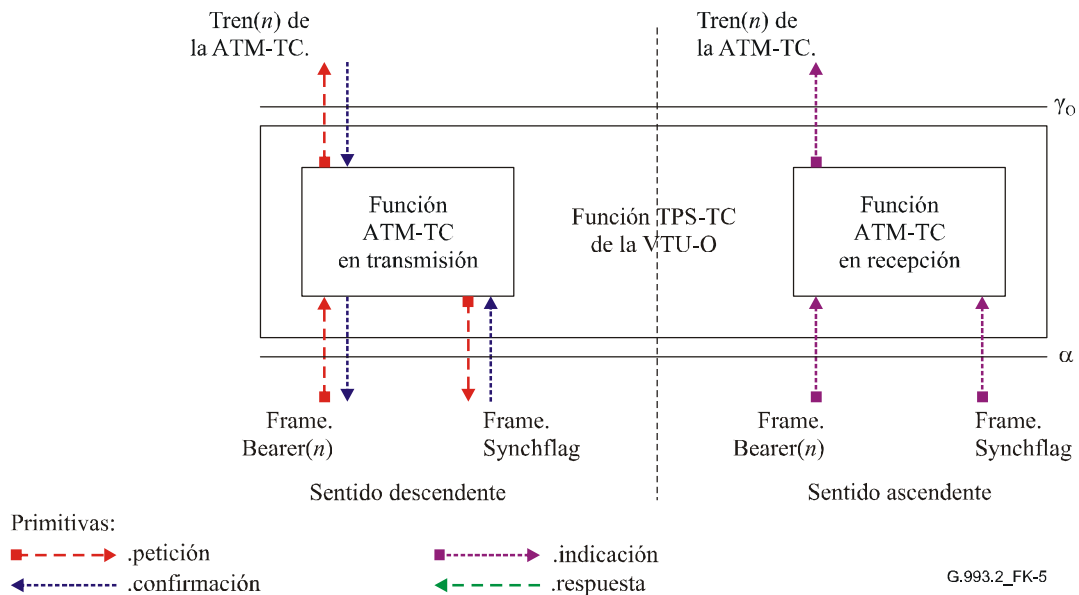 Tren(n) de
la ATM-TC.
Tren(n) de
la ATM-TC.
γO
Función
ATM-TC
en transmisión
Función TPS-TC
de la VTU-O
Función
ATM-TC
en recepción
α
Frame.
Bearer(n)
Frame.
Synchflag
Frame.
Bearer(n)
Frame.
Synchflag
Sentido descendente
Sentido ascendente
Primitivas:
.petición
.indicación
.confirmación
.respuesta
G.993.2_FK-5